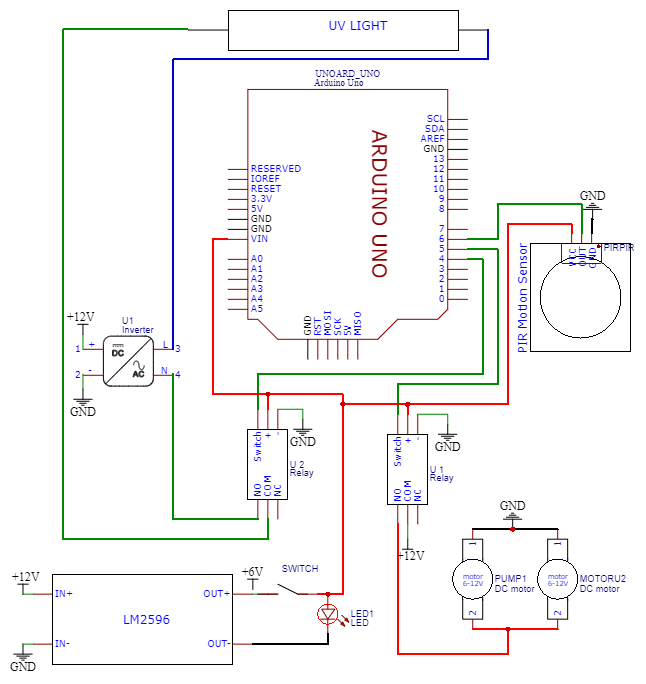 UV LIGHT
UNOARD_UNO
Arduino Uno
ARDUINO UNO
SCL
SDA
AREF
GND
13
12
11
10
9
8
7
6
5
4
3
2
1
0
RESERVED
IOREF
RESET
3.3V
5V
GND
GND
VIN
A0
A1
A2
A3
A4
A5
GND
RST
MOSI
SCK
5V
MISO
GND
PIRPIR
VCC
OUT
GND
PIR Motion Sensor
+12V
U1
Inverter
1
+
DC
L
3
2
-
AC
N
4
GND
Switch
+
-
GND
U 2
Relay
NO
COM
NC
Switch
+
-
GND
U 1
Relay
NO
COM
NC
+12V
GND
1
motor
6-12V
PUMP1
DC motor
2
1
motor
6-12V
MOTORU2
DC motor
2
+12V
IN+
OUT+
+6V
SWITCH
LM2596
LED1
LED
IN-
OUT-
GND